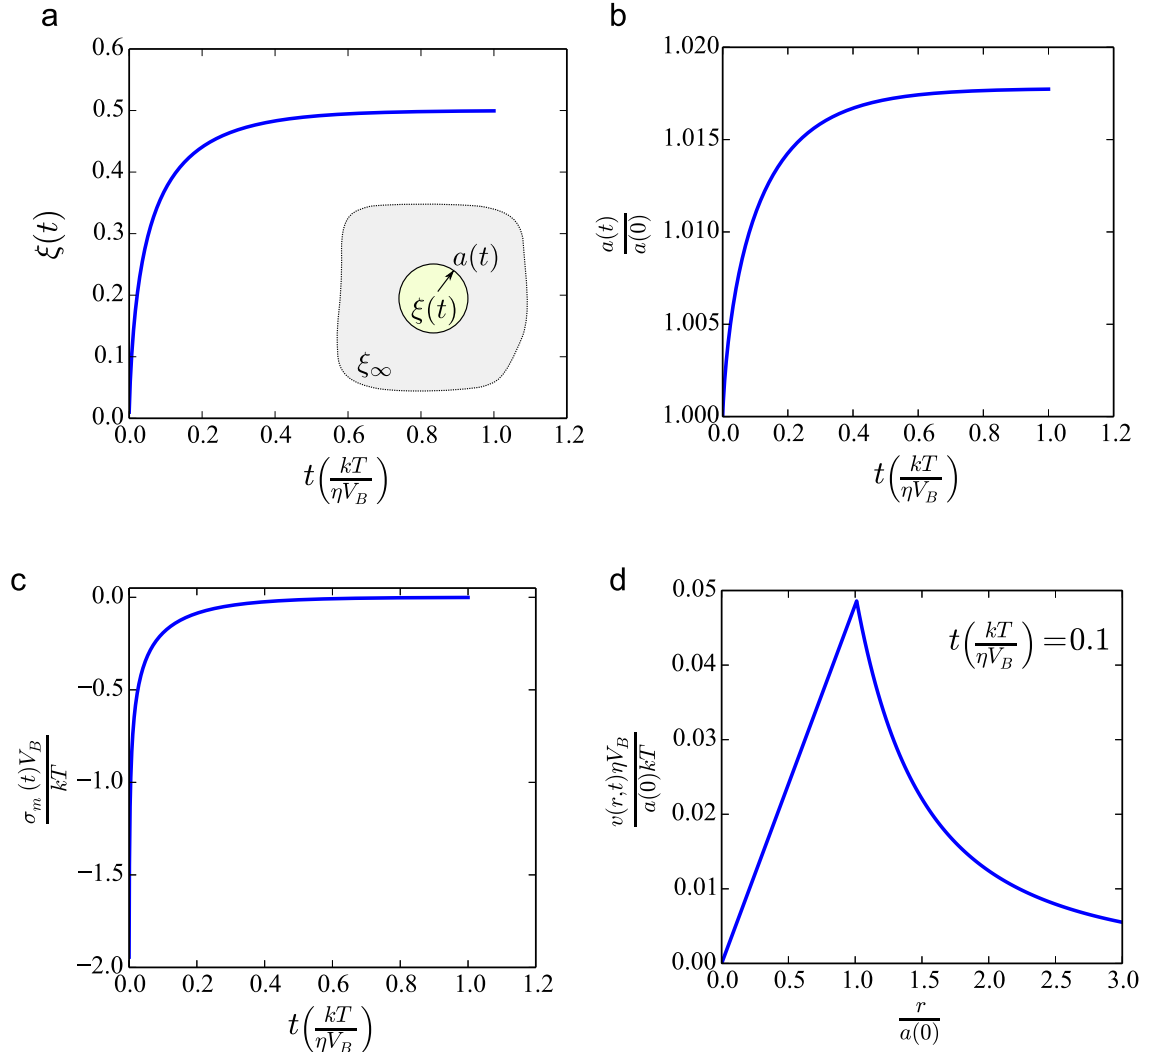 a
0.6
0.5
0.4
0.3
0.2
0.1
0.0
ξ(t)
a(t)
ξ(t)
ξ∞
0.0 0.2 0.4 0.6 0.8 1.0 1.2
t(kT/ηV_B)
b
1.020
1.015
1.010
1.005
1.000
a(t)/a(0)
0.0 0.2 0.4 0.6 0.8 1.0 1.2
t(kT/ηV_B)
c
0.0
−0.5
−1.0
−1.5
−2.0
σ_m(t)V_B/kT
0.0 0.2 0.4 0.6 0.8 1.0 1.2
t(kT/ηV_B)
d
0.05
0.04
0.03
0.02
0.01
0.00
v(r,t)ηV_B/a(0)kT
t(kT/ηV_B)=0.1
0.0 0.5 1.0 1.5 2.0 2.5 3.0
r/a(0)